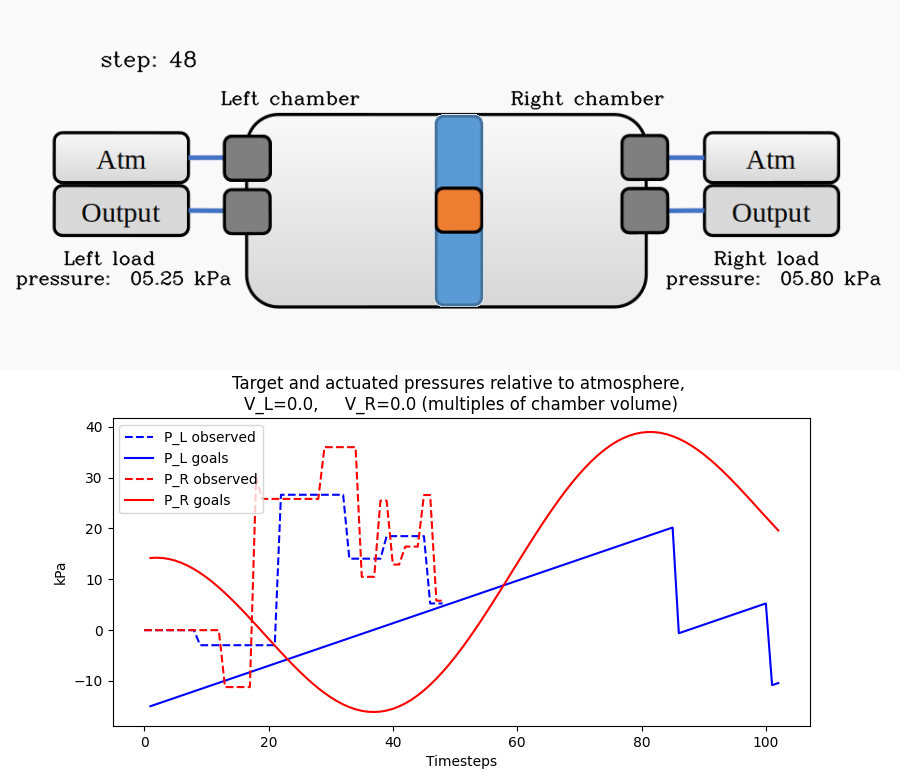 step: 48
Left chamber
Right chamber
Atm
Atm
Output
Output
Left load
pressure:  05.25 kPa
Right load
pressure:  05.80 kPa
Target and actuated pressures relative to atmosphere,
V_L=0.0,     V_R=0.0 (multiples of chamber volume)
P_L observed
P_L goals
P_R observed
P_R goals
kPa
40
30
20
10
0
−10
0
20
40
60
80
100
Timesteps